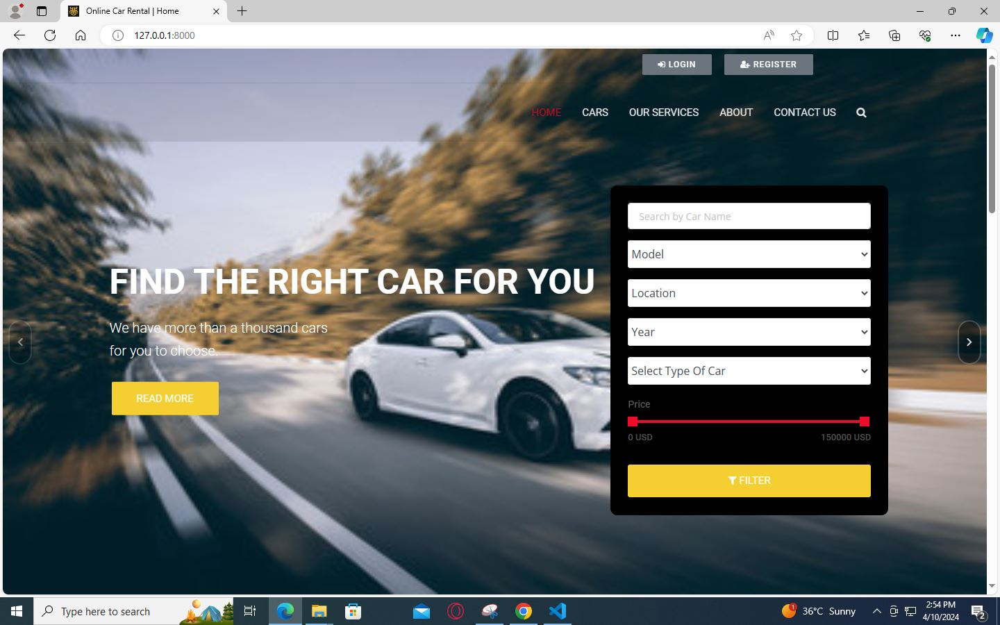 Online Car Rental | Home
127.0.0.1:8000
LOGIN
REGISTER
HOME
CARS
OUR SERVICES
ABOUT
CONTACT US
Search by Car Name
Model
Location
Year
Select Type Of Car
Price
0 USD
150000 USD
FILTER
FIND THE RIGHT CAR FOR YOU
We have more than a thousand cars
for you to choose.
READ MORE
Type here to search
1
36°C Sunny
2:54 PM
4/10/2024
2